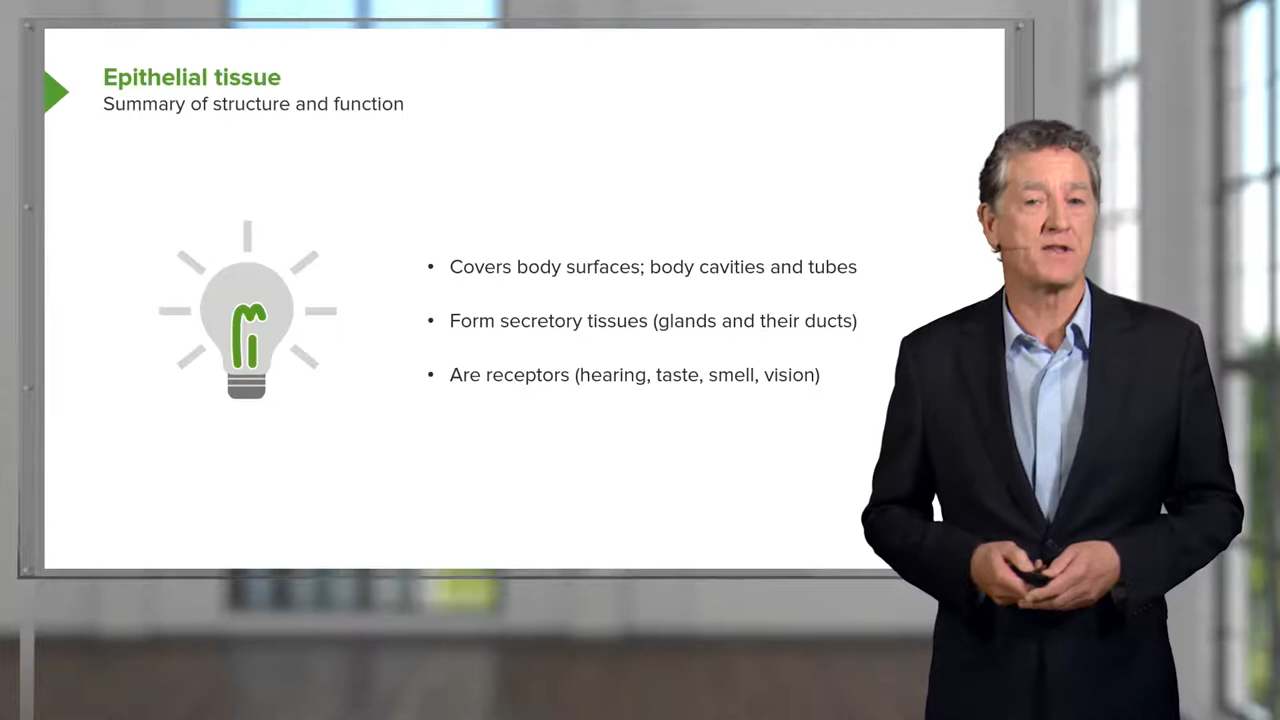 Epithelial tissue
Summary of structure and function
• Covers body surfaces; body cavities and tubes
• Form secretory tissues (glands and their ducts)
• Are receptors (hearing, taste, smell, vision)